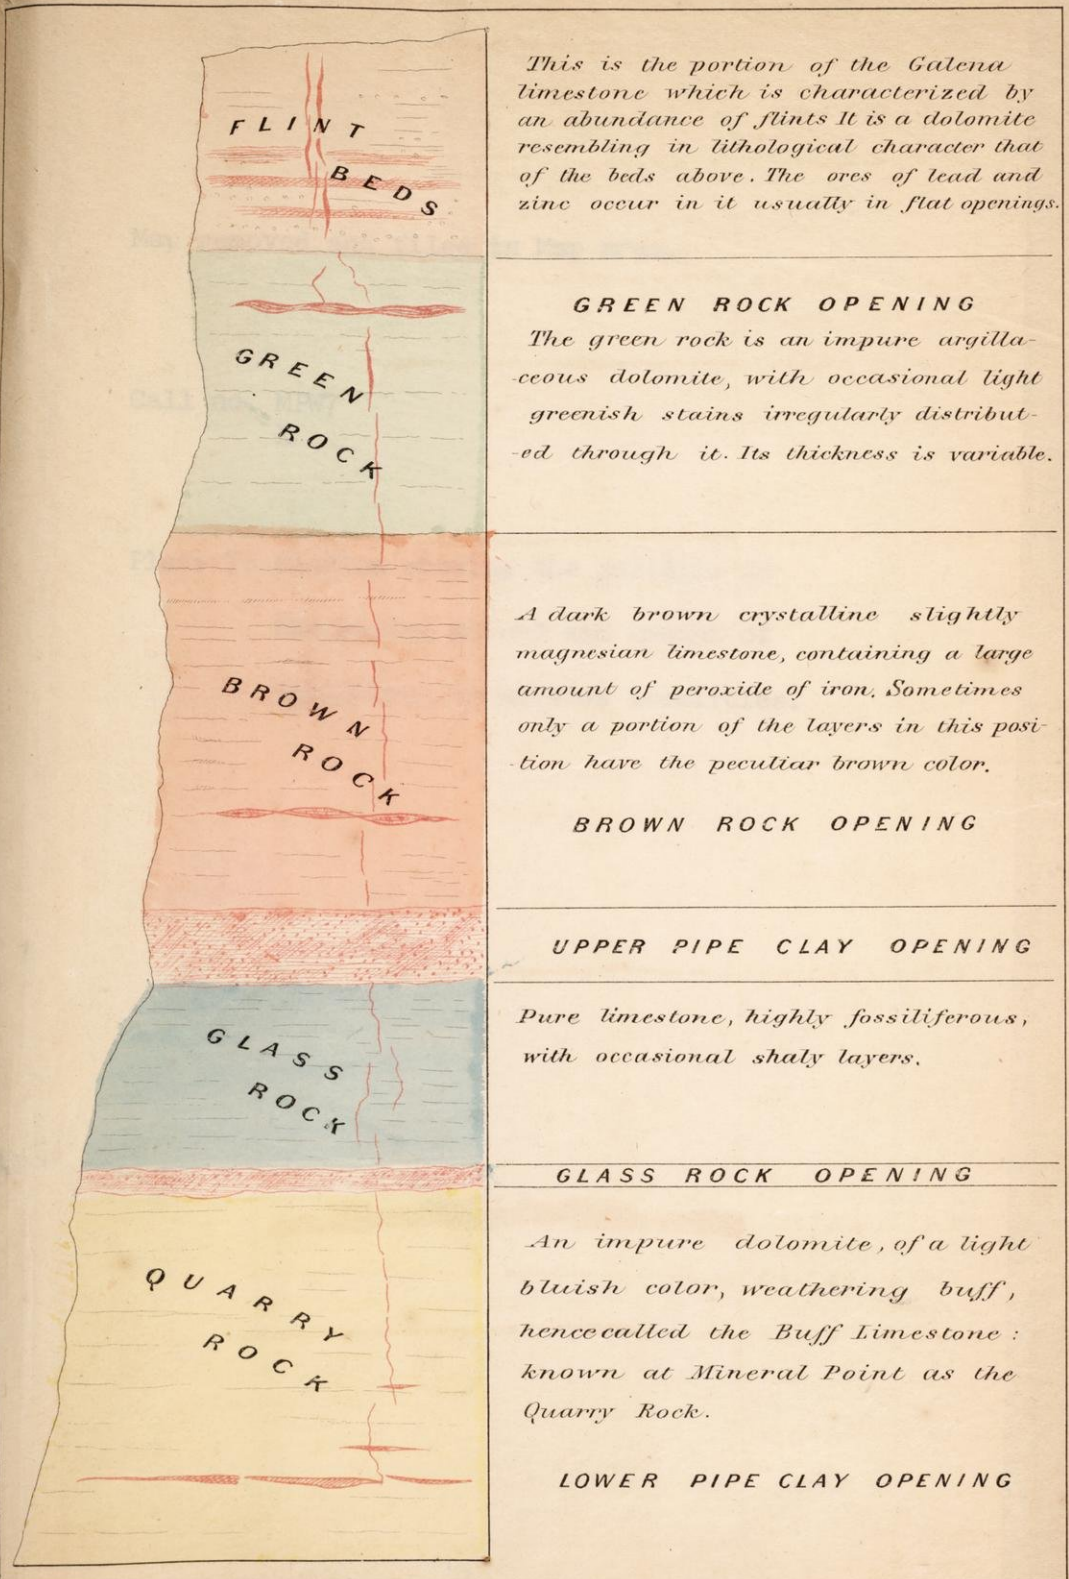 FLINT
BEDS
This is the portion of the Galena
limestone which is characterized by
an abundance of flints It is a dolomite
resembling in lithological character that
of the beds above. The ores of lead and
zinc occur in it usually in flat openings.
GREEN
ROCK
GREEN ROCK OPENING
The green rock is an impure argilla-
-ceous dolomite, with occasional light
greenish stains irregularly distribut-
-ed through it. Its thickness is variable.
BROWN
ROCK
A dark brown crystalline slightly
magnesian limestone, containing a large
amount of peroxide of iron. Sometimes
only a portion of the layers in this posi-
-tion have the peculiar brown color.
BROWN ROCK OPENING
UPPER PIPE CLAY OPENING
GLASS
ROCK
Pure limestone, highly fossiliferous,
with occasional shaly layers.
GLASS ROCK OPENING
QUARRY
ROCK
An impure dolomite, of a light
bluish color, weathering buff,
hence called the Buff Limestone :
known at Mineral Point as the
Quarry Rock.
LOWER PIPE CLAY OPENING